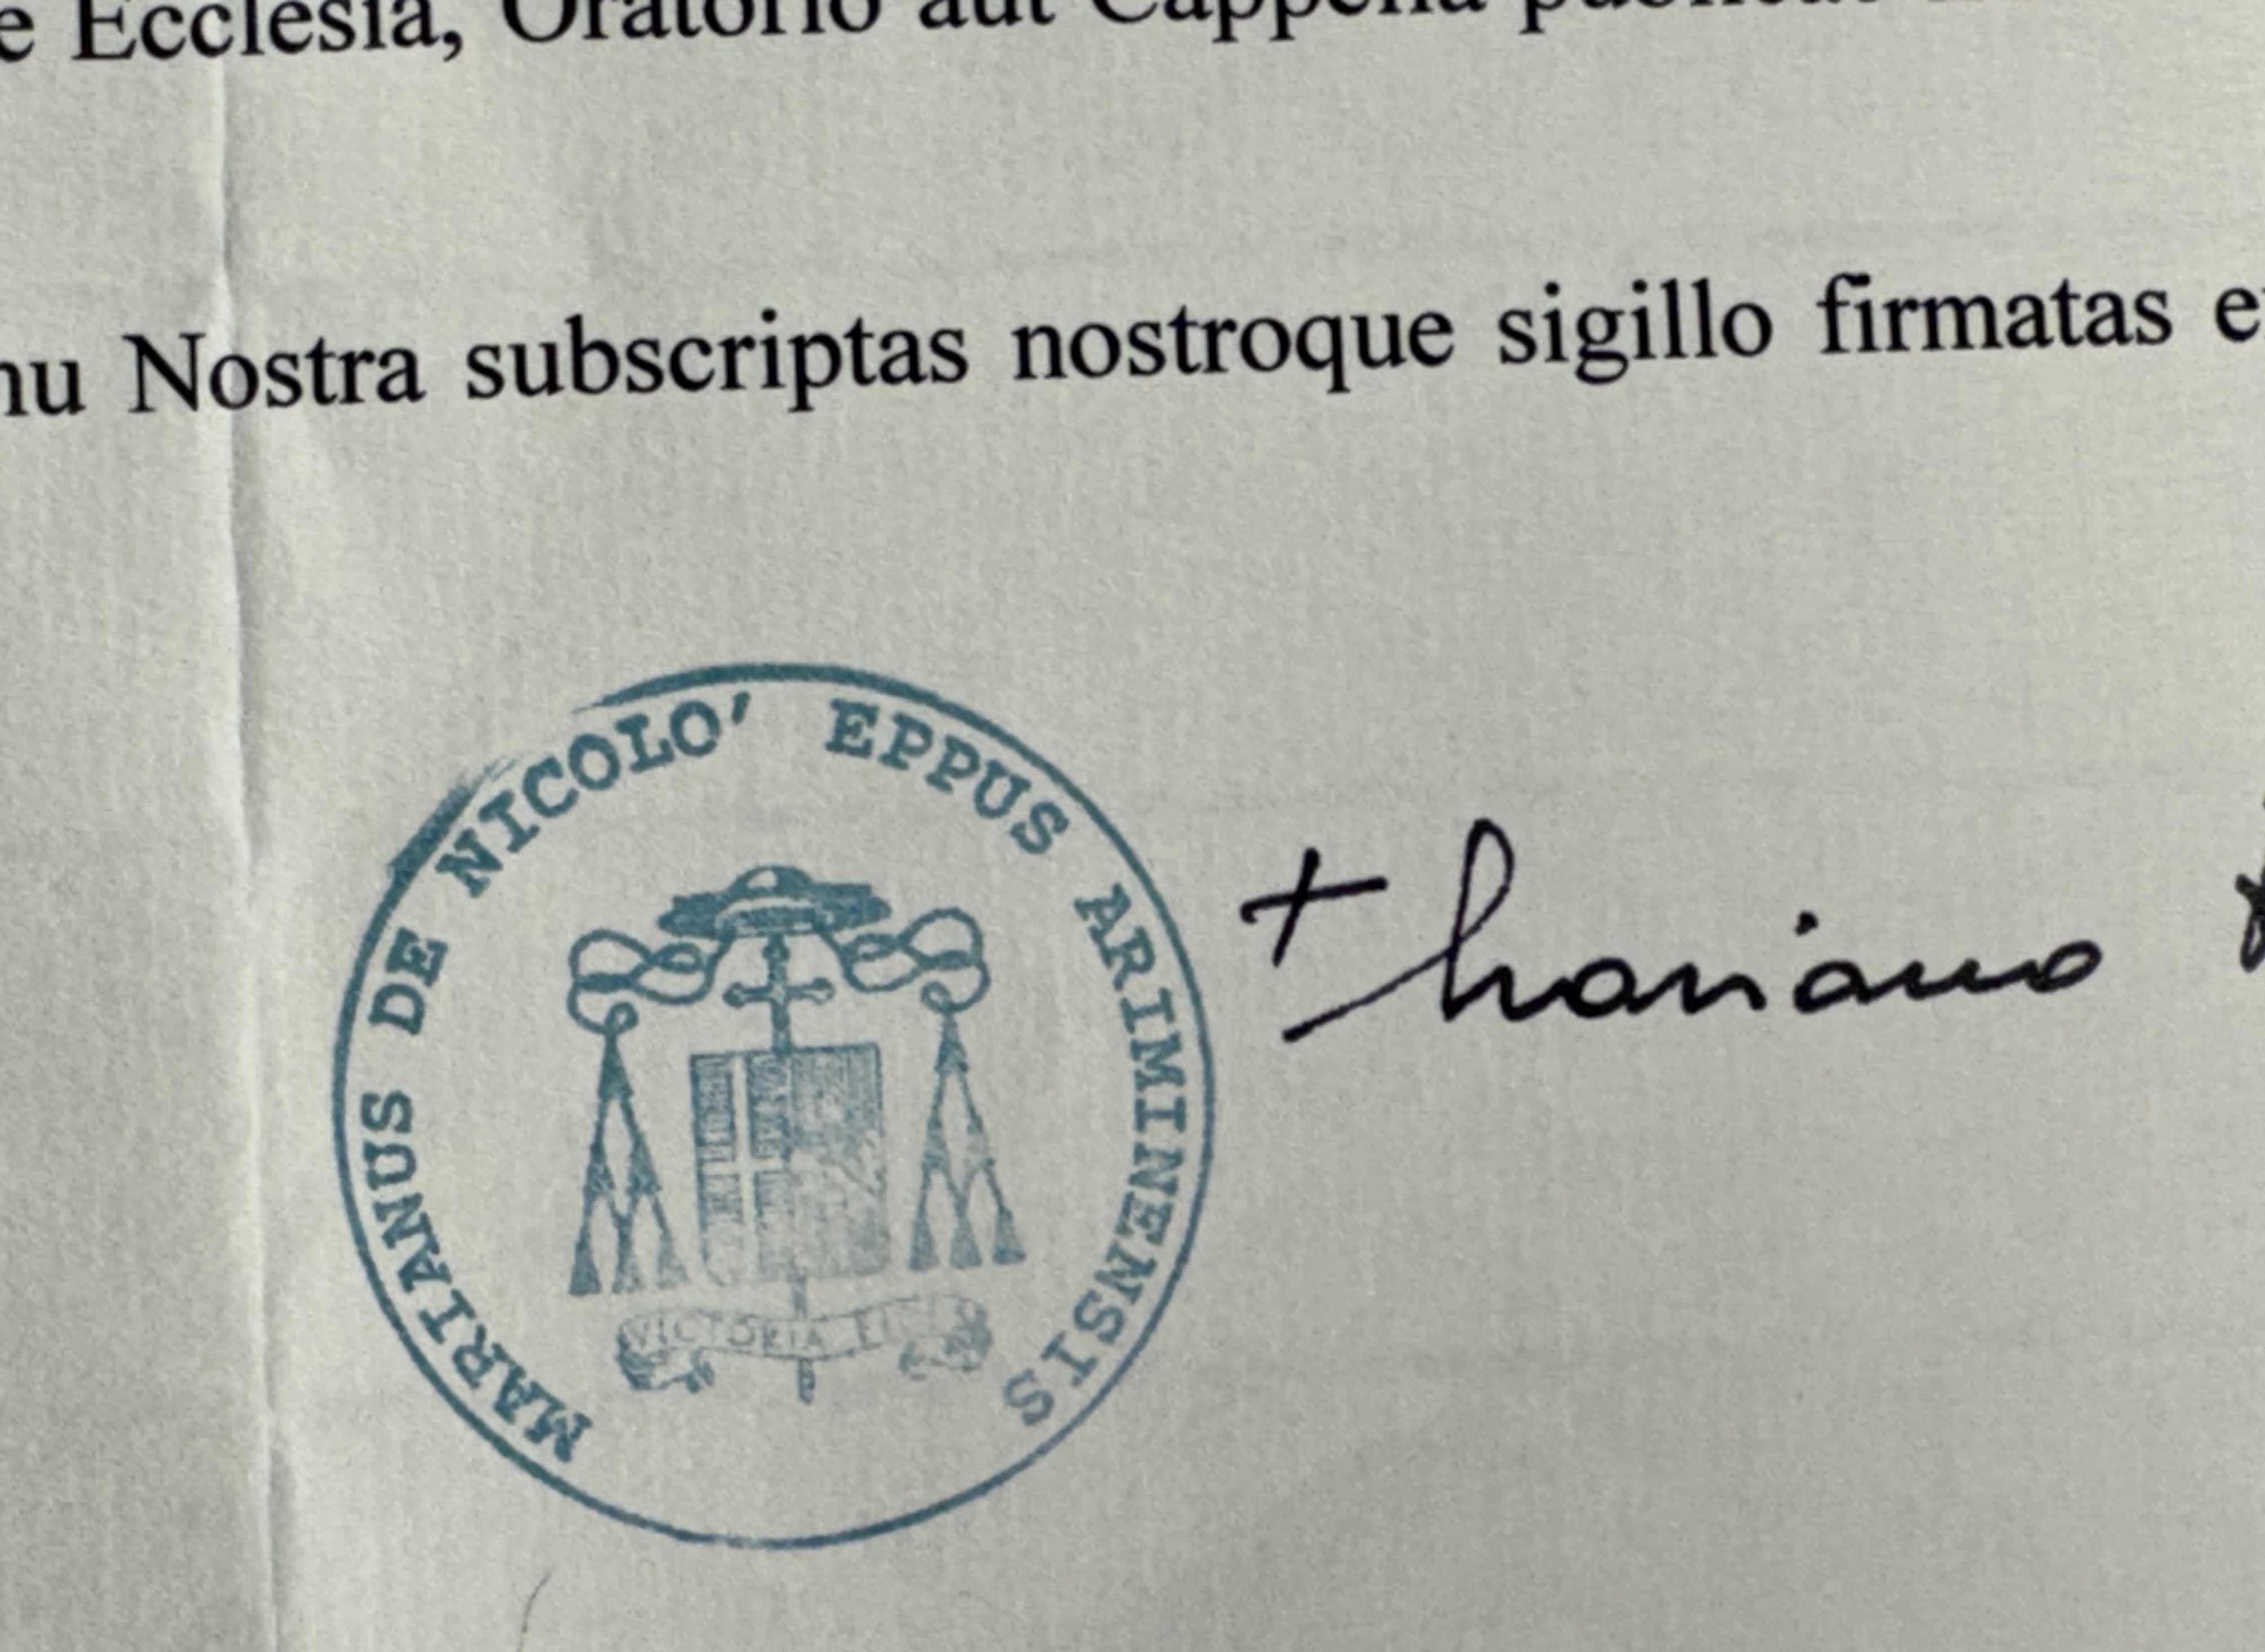 e Ecclesia, Oratorio aut Cappella
nu Nostra subscriptas nostroque sigillo firmatas e
MARIANUS DE NICOLO' EPPUS ARIMINENSIS
VICTORIA
+ Mariano